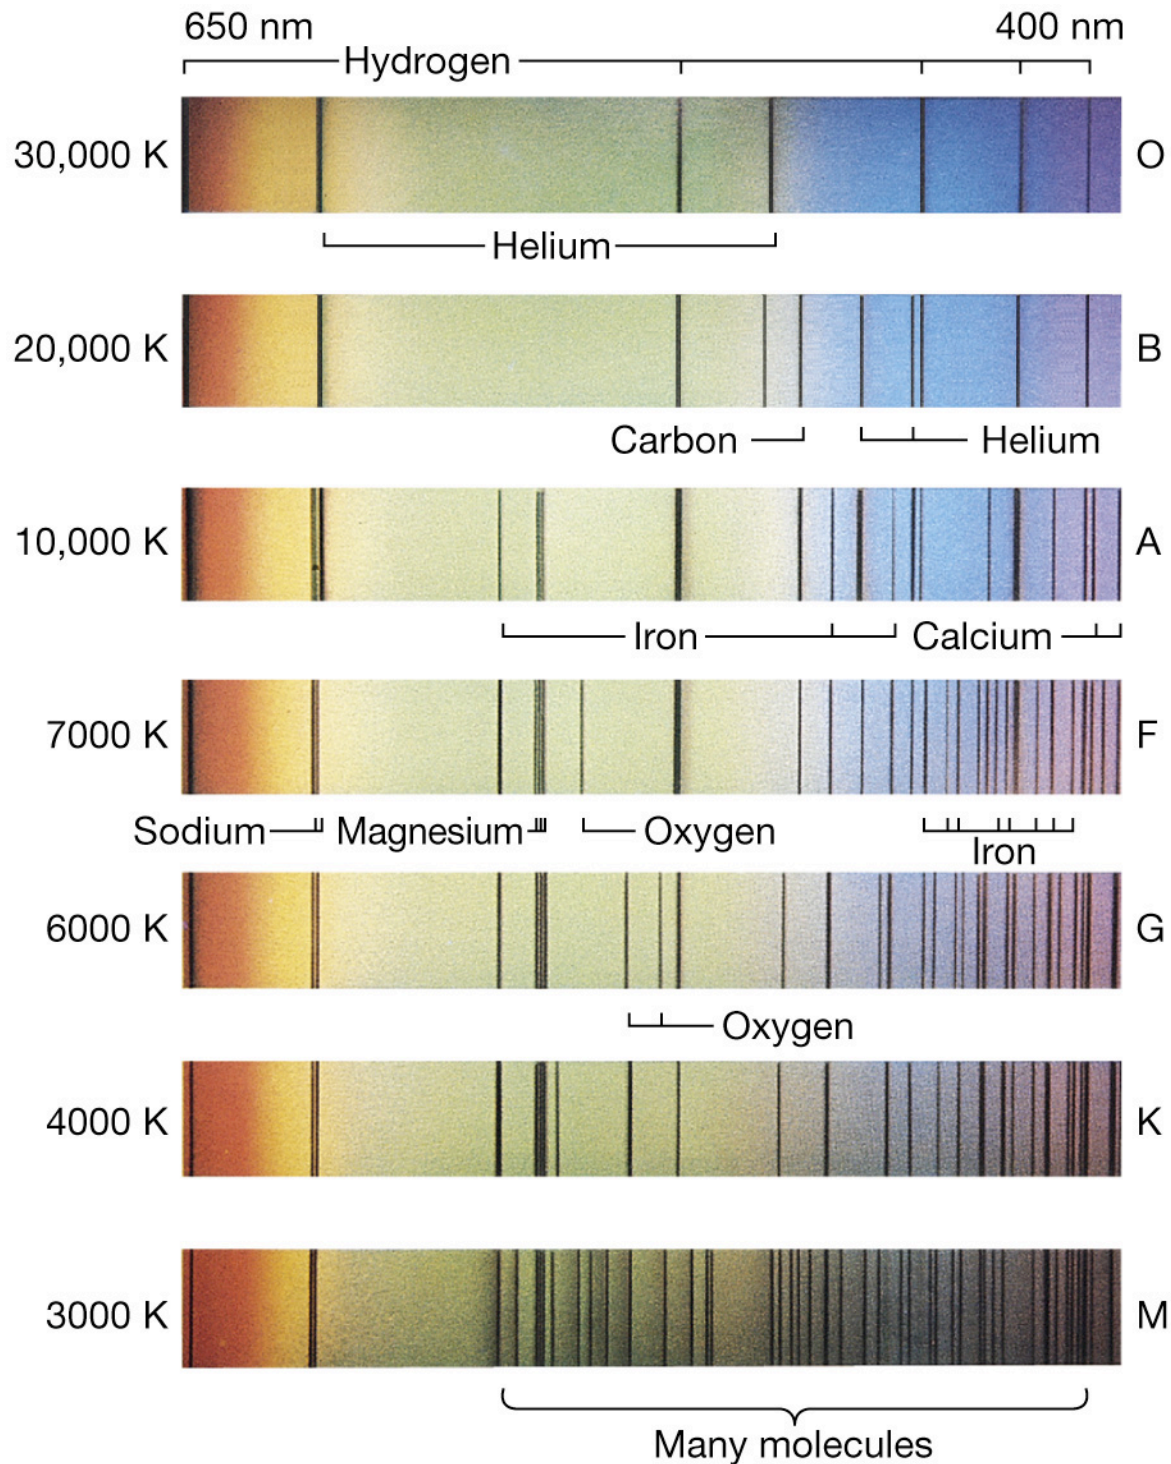 650 nm 400 nm
Hydrogen
30,000 K O
Helium
20,000 K B
Carbon Helium
10,000 K A
Iron Calcium
7000 K F
Sodium Magnesium Oxygen
Iron
6000 K G
Oxygen
4000 K K
3000 K M
Many molecules